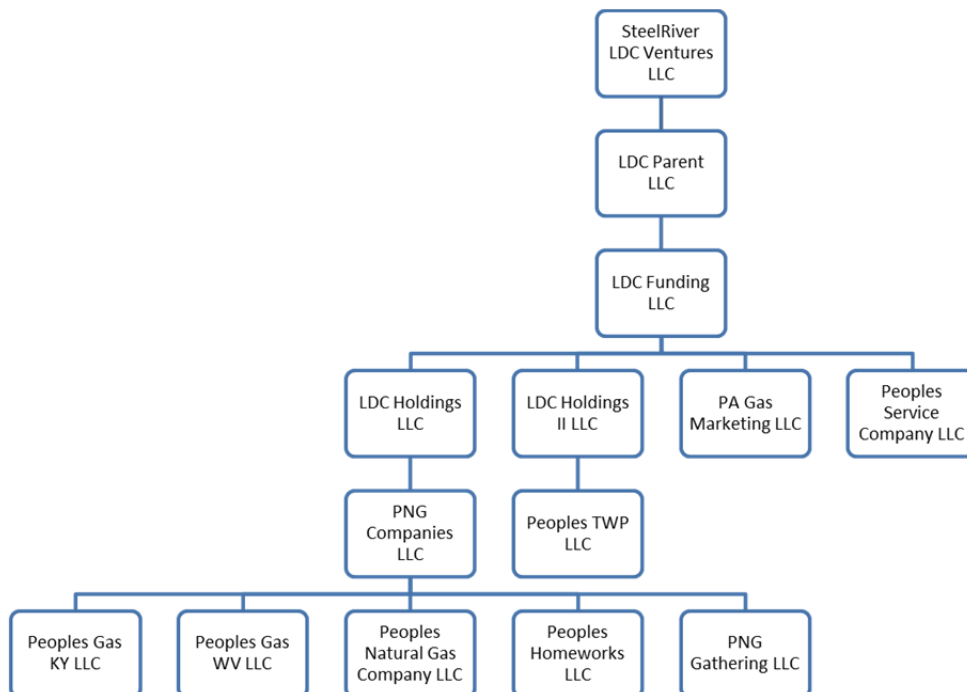 SteelRiver
LDC Ventures
LLC
LDC Parent
LLC
LDC Funding
LLC
LDC Holdings
LLC
LDC Holdings
II LLC
PA Gas
Marketing LLC
Peoples
Service
Company LLC
PNG
Companies
LLC
Peoples TWP
LLC
Peoples Gas
KY LLC
Peoples Gas
WV LLC
Peoples
Natural Gas
Company LLC
Peoples
Homeworks
LLC
PNG
Gathering LLC